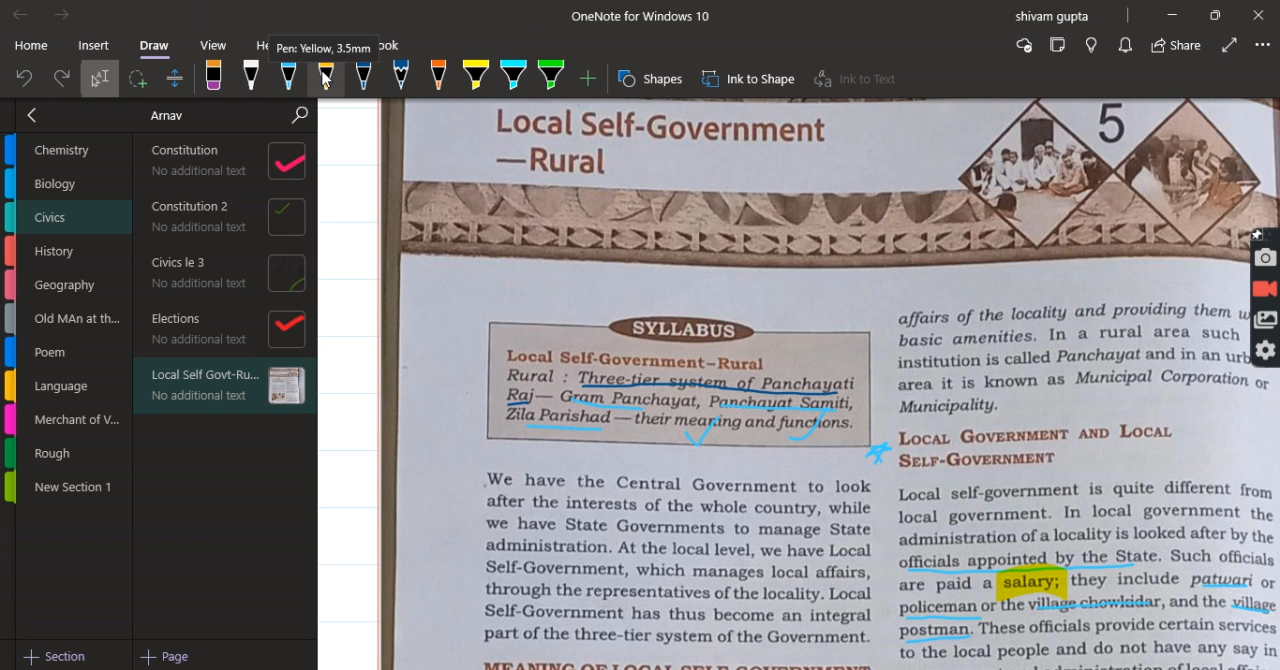 OneNote for Windows 10
shivam gupta
Home Insert Draw View He
Pen: Yellow, 3.5mm
ook
Share
Shapes
Ink to Shape
Ink to Text
Arnav
Chemistry
Biology
Civics
History
Geography
Old MAn at th...
Poem
Language
Merchant of V...
Rough
New Section 1
Section
Constitution
No additional text
Constitution 2
No additional text
Civics le 3
No additional text
Elections
No additional text
Local Self Govt-Ru...
No additional text
Page
Local Self-Government
—Rural
5
SYLLABUS
Local Self-Government–Rural
Rural : Three-tier system of Panchayati
Raj— Gram Panchayat, Panchayat Samiti,
Zila Parishad — their meaning and functions.
We have the Central Government to look
after the interests of the whole country, while
we have State Governments to manage State
administration. At the local level, we have Local
Self-Government, which manages local affairs,
through the representatives of the locality. Local
Self-Government has thus become an integral
part of the three-tier system of the Government.
MEANING OF LOCAL SELF-GOVERNMENT
affairs of the locality and providing them w
basic amenities. In a rural area such
institution is called Panchayat and in an urb
area it is known as Municipal Corporation or
Municipality.
LOCAL GOVERNMENT AND LOCAL
SELF-GOVERNMENT
Local self-government is quite different from
local government. In local government the
administration of a locality is looked after by the
officials appointed by the State. Such officials
are paid a salary; they include patwari or
policeman or the village chowkidar, and the village
postman. These officials provide certain services
to the local people and do not have any say in